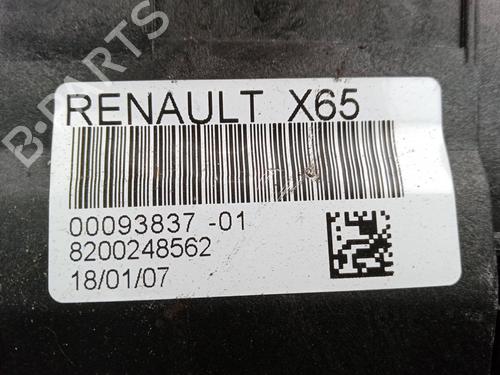 B-PARTS
RENAULT X65
00093837 -01
8200248562
18/01/07